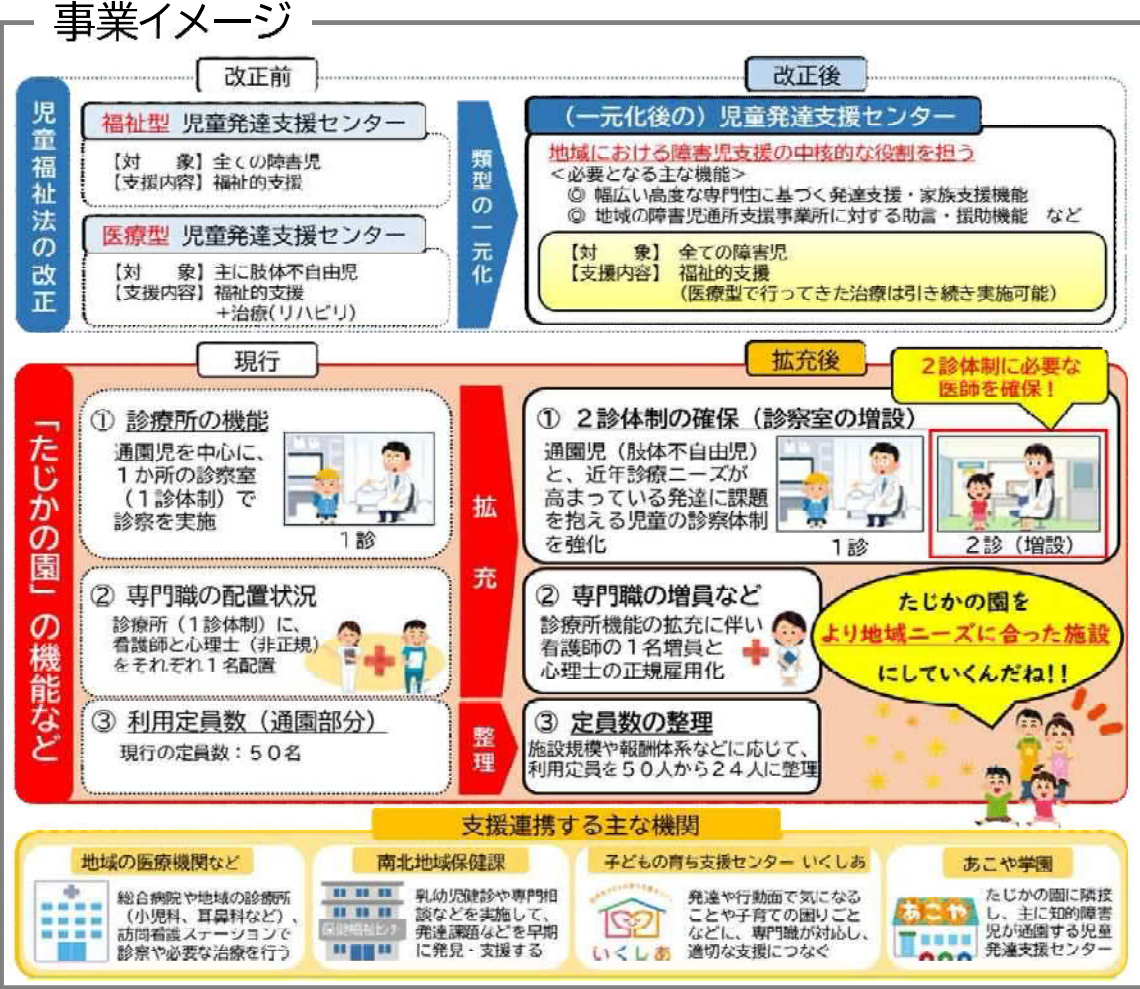 事業イメージ
児童福祉法の改正
改正前
福祉型 児童発達支援センター
【対　象】全ての障害児
【支援内容】福祉的支援
医療型 児童発達支援センター
【対　象】主に肢体不自由児
【支援内容】福祉的支援
＋治療(リハビリ)
類型の一元化
改正後
（一元化後の）児童発達支援センター
地域における障害児支援の中核的な役割を担う
＜必要となる主な機能＞
◎ 幅広い高度な専門性に基づく発達支援・家族支援機能
◎ 地域の障害児通所支援事業所に対する助言・援助機能　など
【対　象】 全ての障害児
【支援内容】 福祉的支援
（医療型で行ってきた治療は引き続き実施可能）
「たじかの園」の機能など
現行
① 診療所の機能
通園児を中心に、
１か所の診察室
（１診体制）で
診察を実施
１診
② 専門職の配置状況
診療所（１診体制）に、
看護師と心理士（非正規）
をそれぞれ１名配置
③ 利用定員数（通園部分）
現行の定員数：５０名
拡充
整理
拡充後
２診体制に必要な
医師を確保！
① ２診体制の確保（診察室の増設）
通園児（肢体不自由児）
と、近年診療ニーズが
高まっている発達に課題
を抱える児童の診察体制
を強化
１診
２診（増設）
② 専門職の増員など
診療所機能の拡充に伴い
看護師の１名増員と
心理士の正規雇用化
③ 定員数の整理
施設規模や報酬体系などに応じて、
利用定員を５０人から２４人に整理
たじかの園を
より地域ニーズに合った施設
にしていくんだね!!
支援連携する主な機関
地域の医療機関など
総合病院や地域の診療所
（小児科、耳鼻科など）、
訪問看護ステーションで
診察や必要な治療を行う
南北地域保健課
保健福祉センター
乳幼児健診や専門相
談などを実施して、
発達課題などを早期
に発見・支援する
子どもの育ち支援センター いくしあ
いくしあ
発達や行動面で気になる
ことや子育ての困りごと
などに、専門職が対応し、
適切な支援につなぐ
あこや学園
あこや
たじかの園に隣接
し、主に知的障害
児が通園する児童
発達支援センター